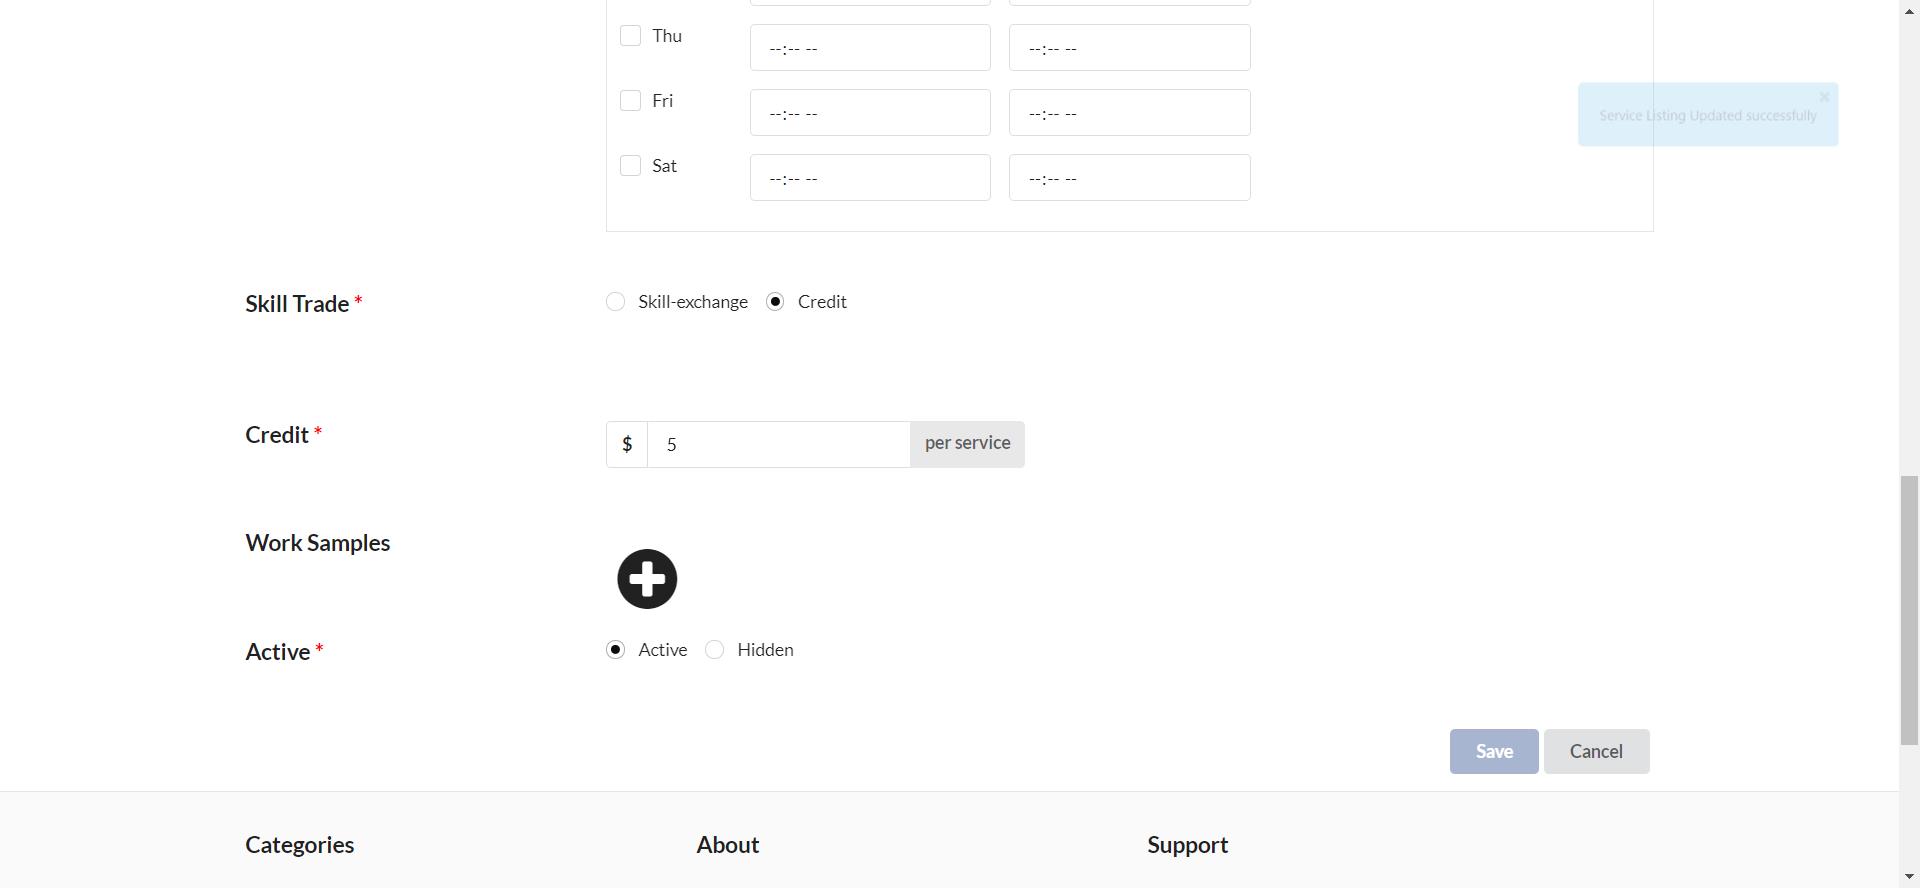 Thu --:-- -- --:-- --
Fri --:-- -- --:-- --
Service Listing Updated successfully
Sat --:-- -- --:-- --
Skill Trade * Skill-exchange Credit
Credit * $ 5 per service
Work Samples
Active * Active Hidden
Save Cancel
Categories About Support